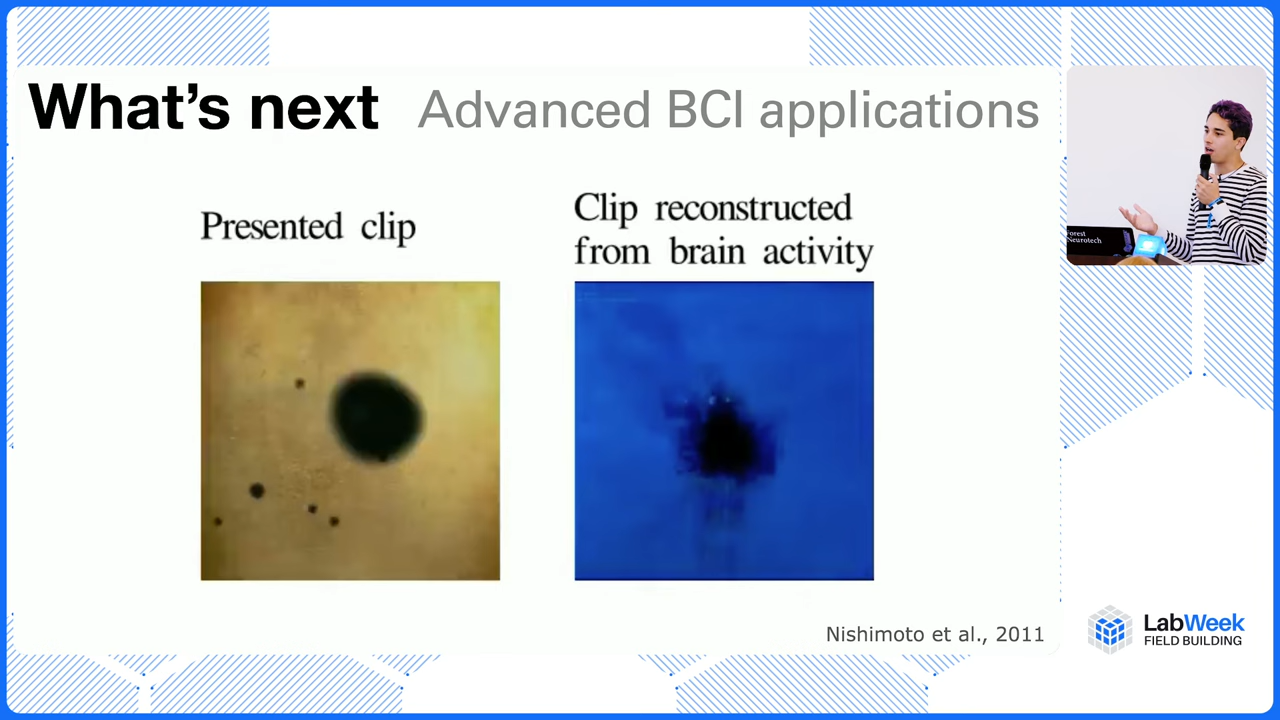 What's next Advanced BCI applications
Presented clip
Clip reconstructed
from brain activity
Nishimoto et al., 2011
Forest
Neurotech
LabWeek
FIELD BUILDING